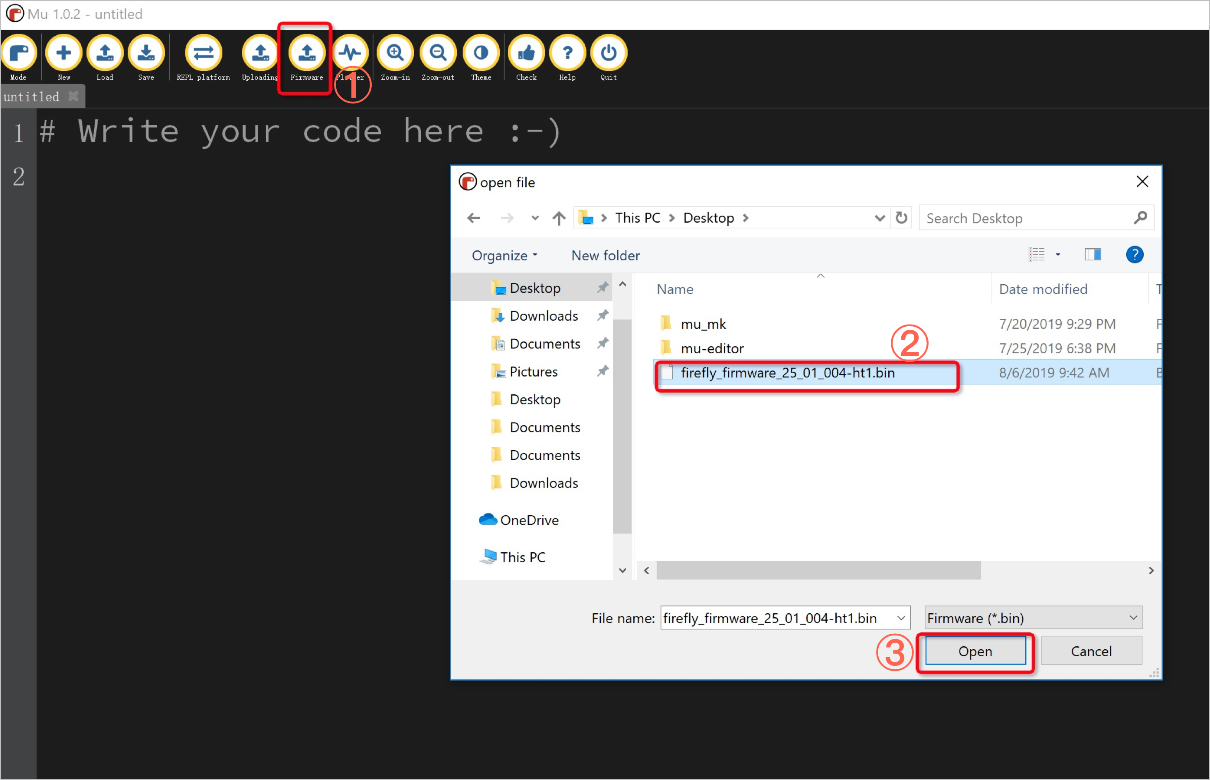 Mu 1.0.2 - untitled
Mode New Load Save REPL platform Uploading Firmware Plotter Zoom-in Zoom-out Theme Check Help Quit
①
untitled
1 # Write your code here :-)
2
open file
This PC > Desktop >
Search Desktop
Organize
New folder
?
Desktop
Downloads
Documents
Pictures
Desktop
Documents
Documents
Downloads
OneDrive
This PC
Name Date modified T
mu_mk 7/20/2019 9:29 PM F
mu-editor 7/25/2019 6:38 PM F
②
firefly_firmware_25_01_004-ht1.bin 8/6/2019 9:42 AM B
File name: firefly_firmware_25_01_004-ht1.bin Firmware (*.bin)
③ Open Cancel